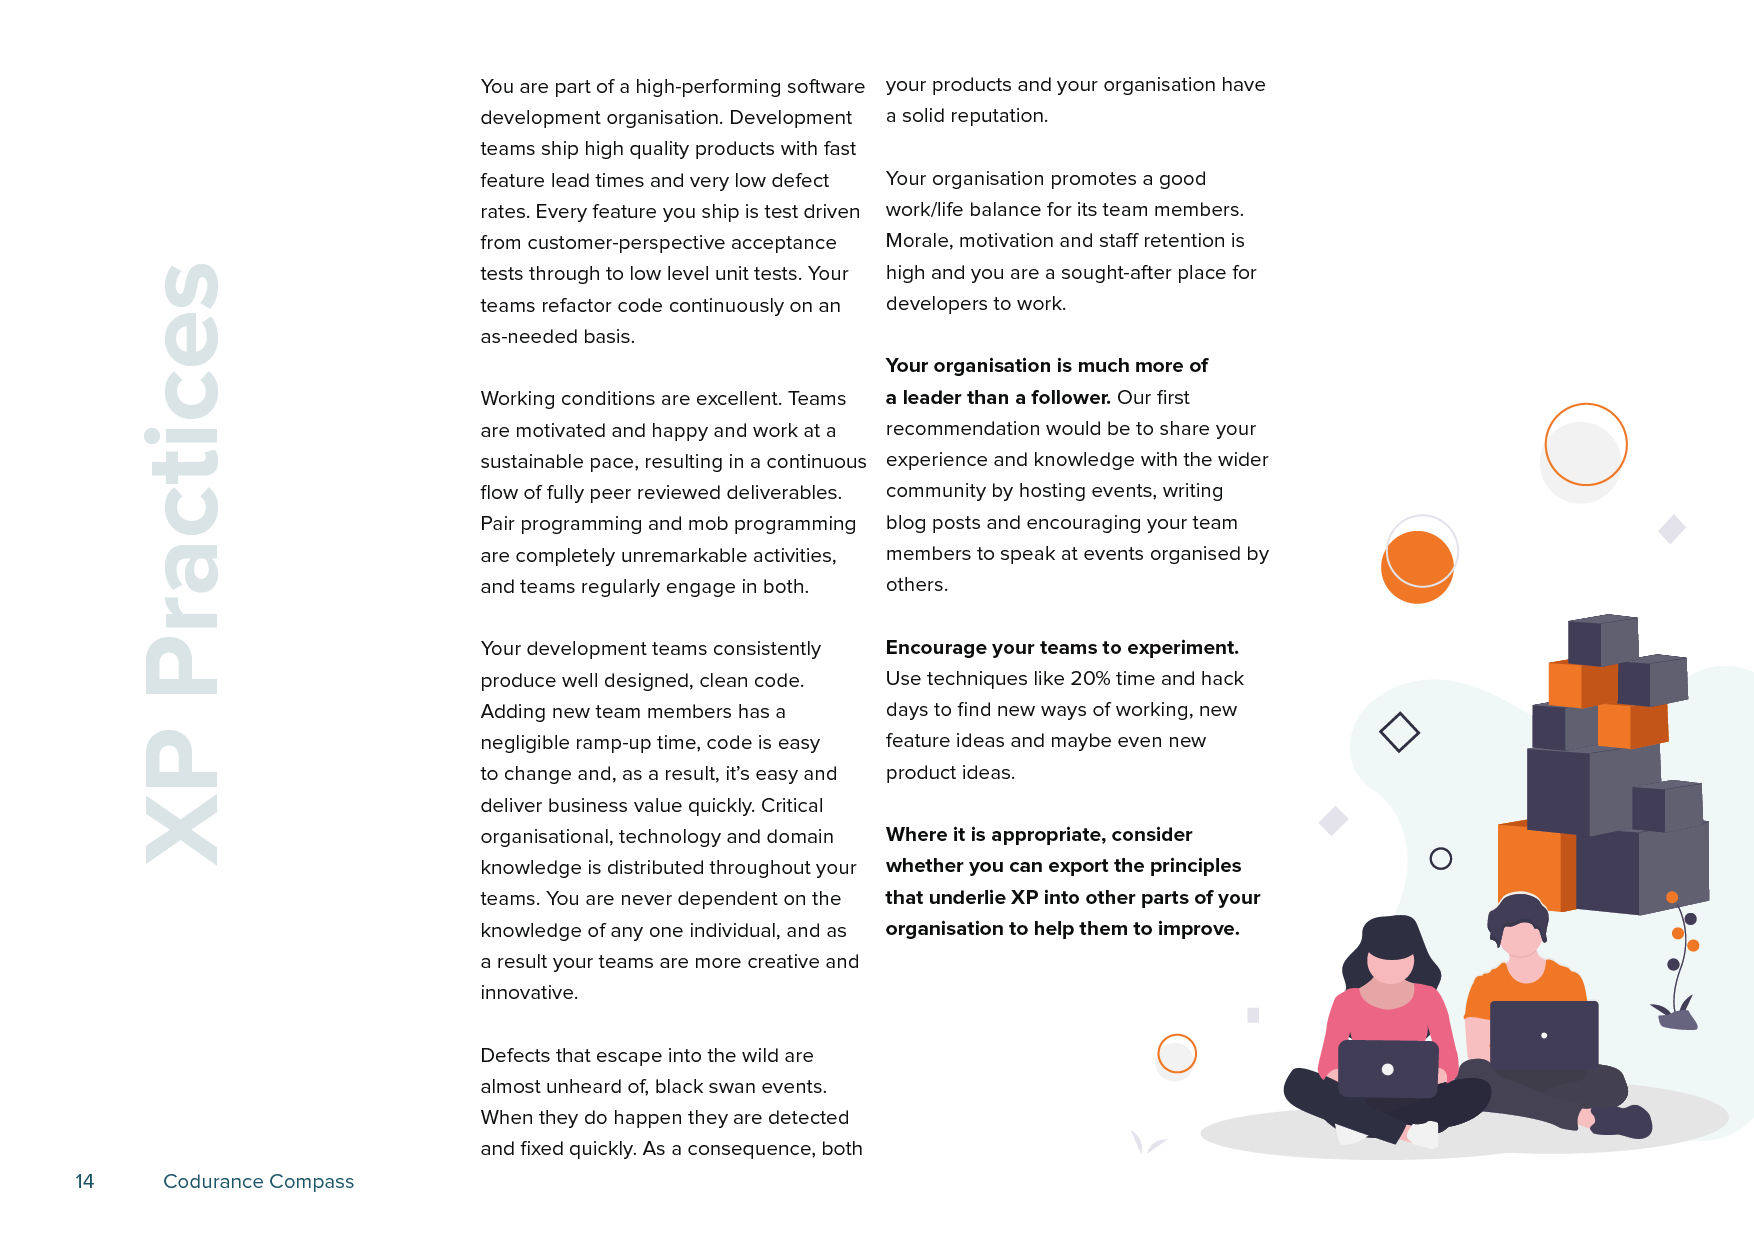 XP Practices
You are part of a high-performing software
development organisation. Development
teams ship high quality products with fast
feature lead times and very low defect
rates. Every feature you ship is test driven
from customer-perspective acceptance
tests through to low level unit tests. Your
teams refactor code continuously on an
as-needed basis.
Working conditions are excellent. Teams
are motivated and happy and work at a
sustainable pace, resulting in a continuous
flow of fully peer reviewed deliverables.
Pair programming and mob programming
are completely unremarkable activities,
and teams regularly engage in both.
Your development teams consistently
produce well designed, clean code.
Adding new team members has a
negligible ramp-up time, code is easy
to change and, as a result, it’s easy and
deliver business value quickly. Critical
organisational, technology and domain
knowledge is distributed throughout your
teams. You are never dependent on the
knowledge of any one individual, and as
a result your teams are more creative and
innovative.
Defects that escape into the wild are
almost unheard of, black swan events.
When they do happen they are detected
and fixed quickly. As a consequence, both
your products and your organisation have
a solid reputation.
Your organisation promotes a good
work/life balance for its team members.
Morale, motivation and staff retention is
high and you are a sought-after place for
developers to work.
Your organisation is much more of
a leader than a follower. Our first
recommendation would be to share your
experience and knowledge with the wider
community by hosting events, writing
blog posts and encouraging your team
members to speak at events organised by
others.
Encourage your teams to experiment.
Use techniques like 20% time and hack
days to find new ways of working, new
feature ideas and maybe even new
product ideas.
Where it is appropriate, consider
whether you can export the principles
that underlie XP into other parts of your
organisation to help them to improve.
14 Codurance Compass